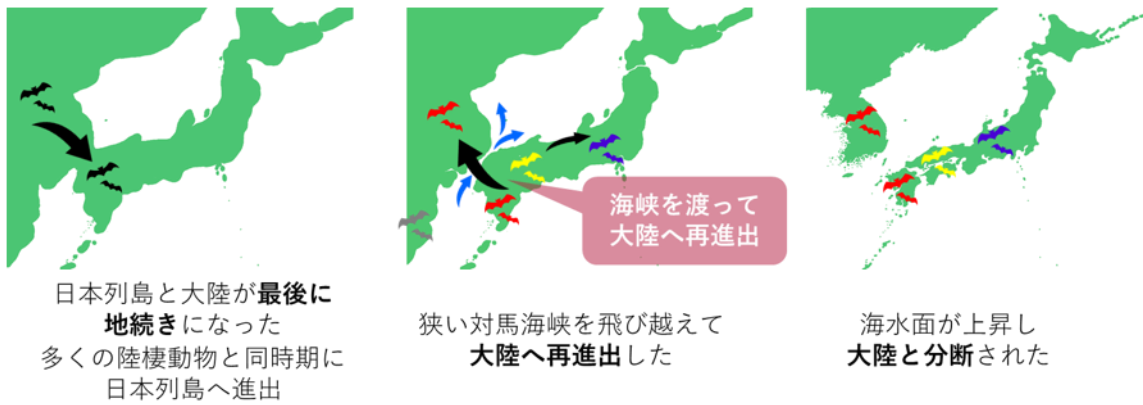 海峡を渡って
大陸へ再進出
日本列島と大陸が最後に
地続きになった
多くの陸棲動物と同時期に
日本列島へ進出
狭い対馬海峡を飛び越えて
大陸へ再進出した
海水面が上昇し
大陸と分断された